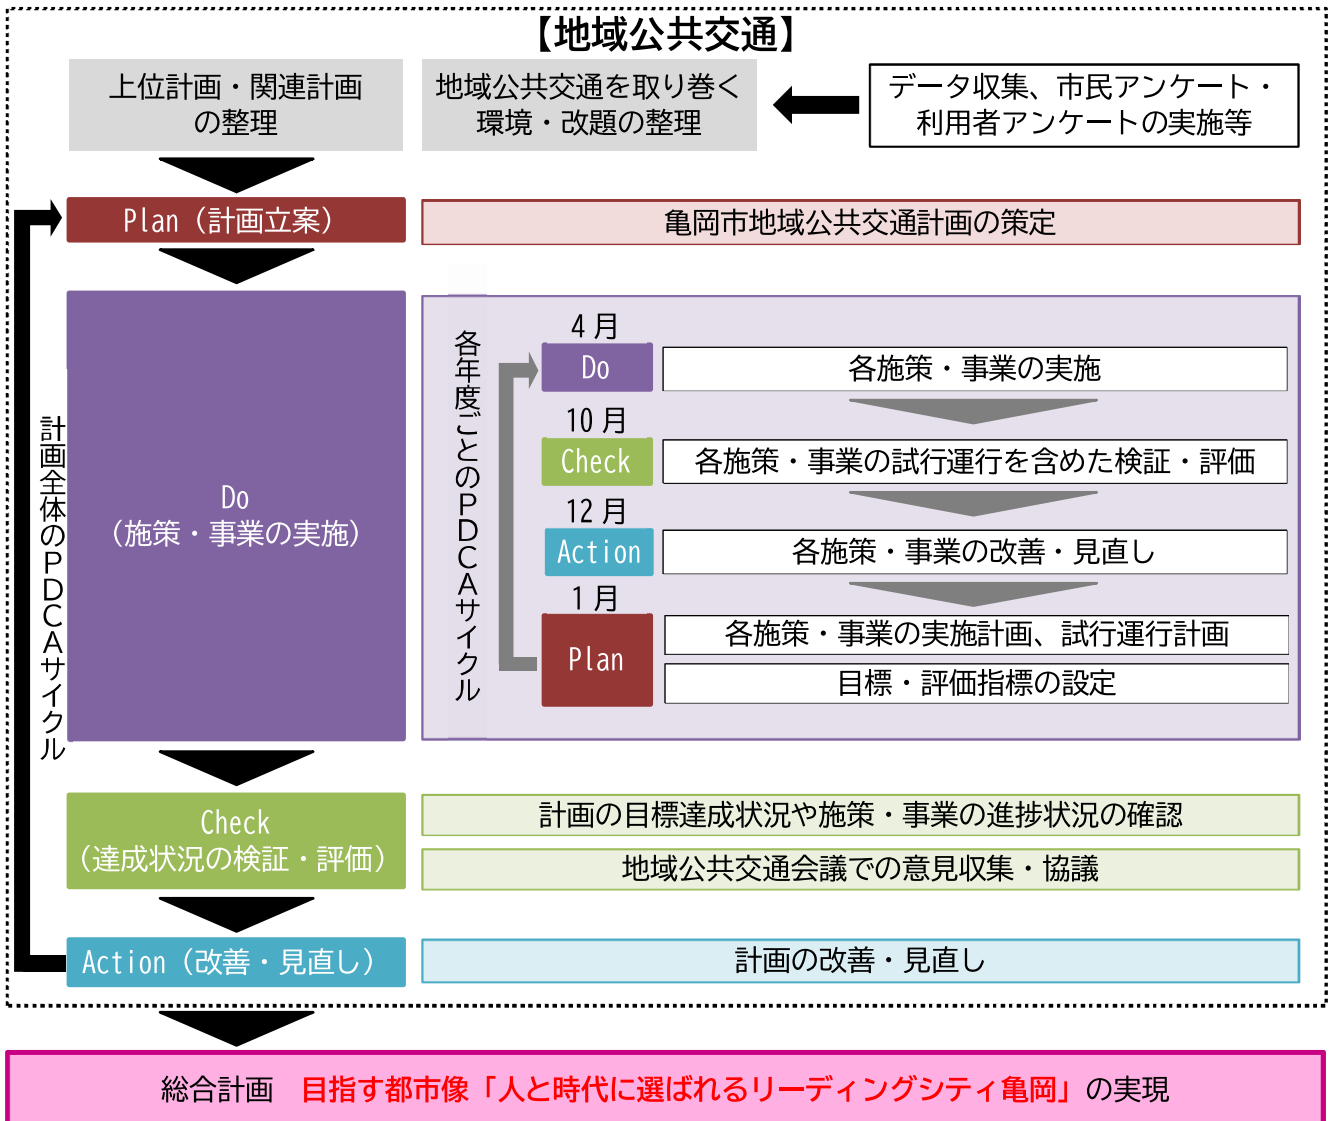 【地域公共交通】
上位計画・関連計画
の整理
地域公共交通を取り巻く
環境・改題の整理
データ収集、市民アンケート・
利用者アンケートの実施等
Plan（計画立案）
亀岡市地域公共交通計画の策定
計画全体のＰＤＣＡサイクル
Do
（施策・事業の実施）
各年度ごとのＰＤＣＡサイクル
4月
Do
各施策・事業の実施
10月
Check
各施策・事業の試行運行を含めた検証・評価
12月
Action
各施策・事業の改善・見直し
1月
Plan
各施策・事業の実施計画、試行運行計画
目標・評価指標の設定
Check
（達成状況の検証・評価）
計画の目標達成状況や施策・事業の進捗状況の確認
地域公共交通会議での意見収集・協議
Action（改善・見直し）
計画の改善・見直し
総合計画　目指す都市像「人と時代に選ばれるリーディングシティ亀岡」の実現